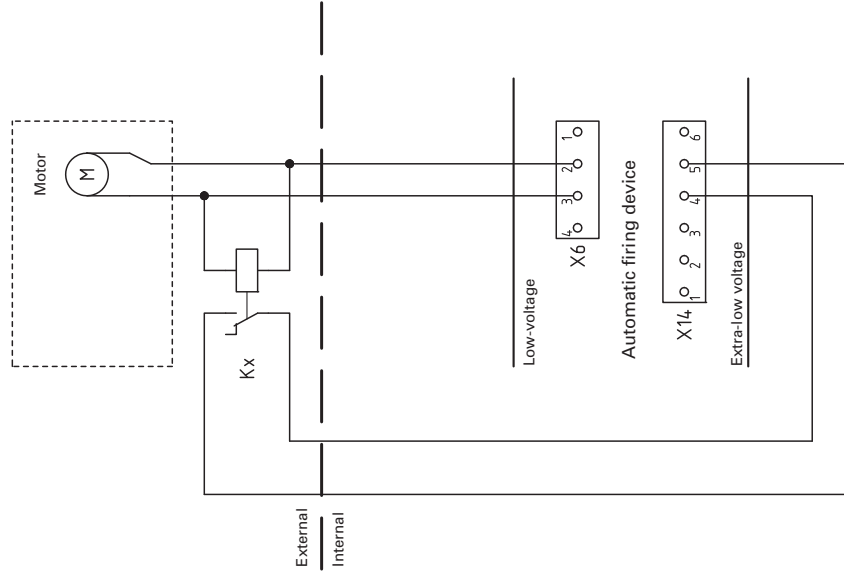 Motor
M
Kx
External
Internal
Low-voltage
4 3 2 1
X6
Automatic firing device
1 2 3 4 5 6
X14
Extra-low voltage